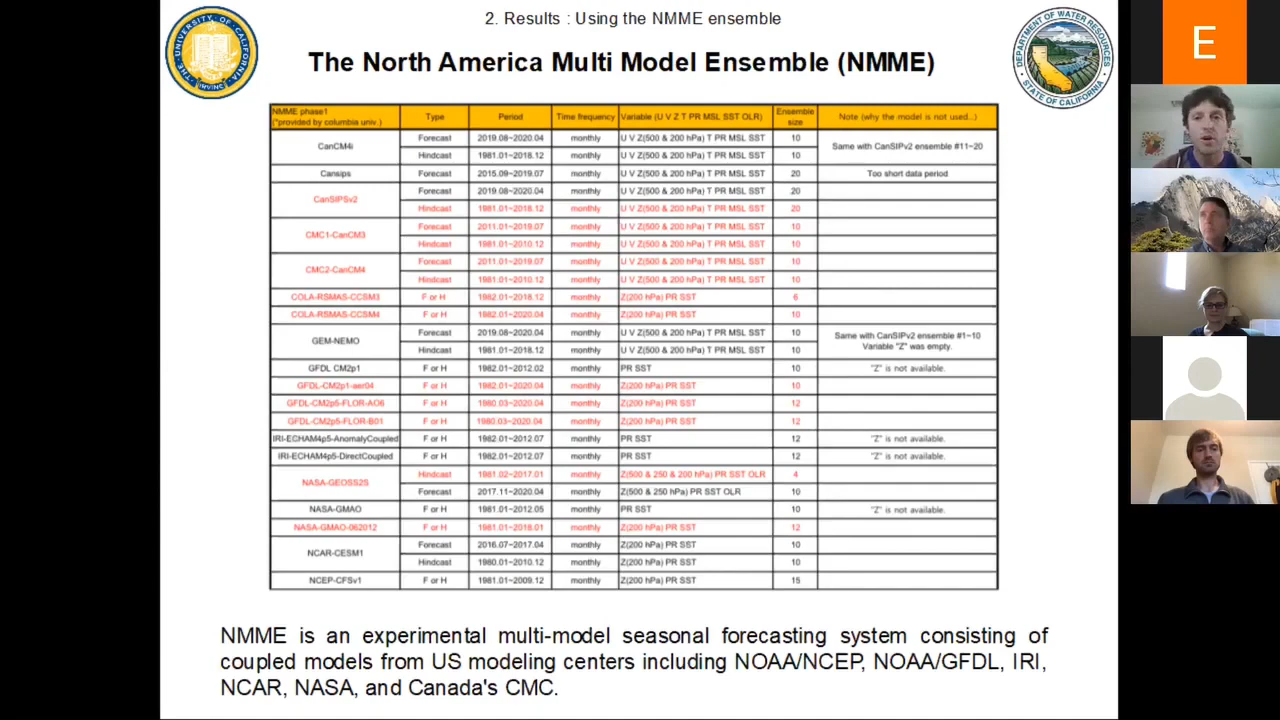 2. Results : Using the NMME ensemble
The North America Multi Model Ensemble (NMME)
THE UNIVERSITY OF CALIFORNIA
DEPARTMENT OF WATER RESOURCES
STATE OF CALIFORNIA
E
NMME phase1 (*provided by columbia univ.) Type Period Time frequency Variable (U V Z T PR MSL SST OLR) Ensemble size Note (why the model is not used...)
CanCM4i Forecast 2019.08~2020.04 monthly U V Z(500 & 200 hPa) T PR MSL SST 10 Same with CanSIPv2 ensemble #11~20
Hindcast 1981.01~2018.12 monthly U V Z(500 & 200 hPa) T PR MSL SST 10
Cansips Forecast 2015.09~2019.07 monthly U V Z(500 & 200 hPa) T PR MSL SST 20 Too short data period
CanSIPSv2 Forecast 2019.08~2020.04 monthly U V Z(500 & 200 hPa) T PR MSL SST 20
Hindcast 1981.01~2018.12 monthly U V Z(500 & 200 hPa) T PR MSL SST 20
CMC1-CanCM3 Forecast 2011.01~2019.07 monthly U V Z(500 & 200 hPa) T PR MSL SST 10
Hindcast 1981.01~2010.12 monthly U V Z(500 & 200 hPa) T PR MSL SST 10
CMC2-CanCM4 Forecast 2011.01~2019.07 monthly U V Z(500 & 200 hPa) T PR MSL SST 10
Hindcast 1981.01~2010.12 monthly U V Z(500 & 200 hPa) T PR MSL SST 10
COLA-RSMAS-CCSM3 F or H 1982.01~2018.12 monthly Z(200 hPa) PR SST 6
COLA-RSMAS-CCSM4 F or H 1982.01~2020.04 monthly Z(200 hPa) PR SST 10
GEM-NEMO Forecast 2019.08~2020.04 monthly U V Z(500 & 200 hPa) T PR MSL SST 10 Same with CanSIPv2 ensemble #1~10
Hindcast 1981.01~2018.12 monthly U V Z(500 & 200 hPa) T PR MSL SST 10 Variable "Z" was empty.
GFDL CM2p1 F or H 1982.01~2012.02 monthly PR SST 10 "Z" is not available.
GFDL-CM2p1-aer04 F or H 1982.01~2020.04 monthly Z(200 hPa) PR SST 10
GFDL-CM2p5-FLOR-AO6 F or H 1980.03~2020.04 monthly Z(200 hPa) PR SST 12
GFDL-CM2p5-FLOR-B01 F or H 1980.03~2020.04 monthly Z(200 hPa) PR SST 12
IRI-ECHAM4p5-AnomalyCoupled F or H 1982.01~2012.07 monthly PR SST 12 "Z" is not available.
IRI-ECHAM4p5-DirectCoupled F or H 1982.01~2012.07 monthly PR SST 12 "Z" is not available.
NASA-GEOSS2S Hindcast 1981.02~2017.01 monthly Z(500 & 250 & 200 hPa) PR SST OLR 4
Forecast 2017.11~2020.04 monthly Z(500 & 250 hPa) PR SST OLR 10
NASA-GMAO F or H 1981.01~2012.05 monthly PR SST 10 "Z" is not available.
NASA-GMAO-062012 F or H 1981.01~2018.01 monthly Z(200 hPa) PR SST 12
NCAR-CESM1 Forecast 2016.07~2017.04 monthly Z(200 hPa) PR SST 10
Hindcast 1980.01~2010.12 monthly Z(200 hPa) PR SST 10
NCEP-CFSv1 F or H 1981.01~2009.12 monthly Z(200 hPa) PR SST 15
NMME is an experimental multi-model seasonal forecasting system consisting of
coupled models from US modeling centers including NOAA/NCEP, NOAA/GFDL, IRI,
NCAR, NASA, and Canada's CMC.